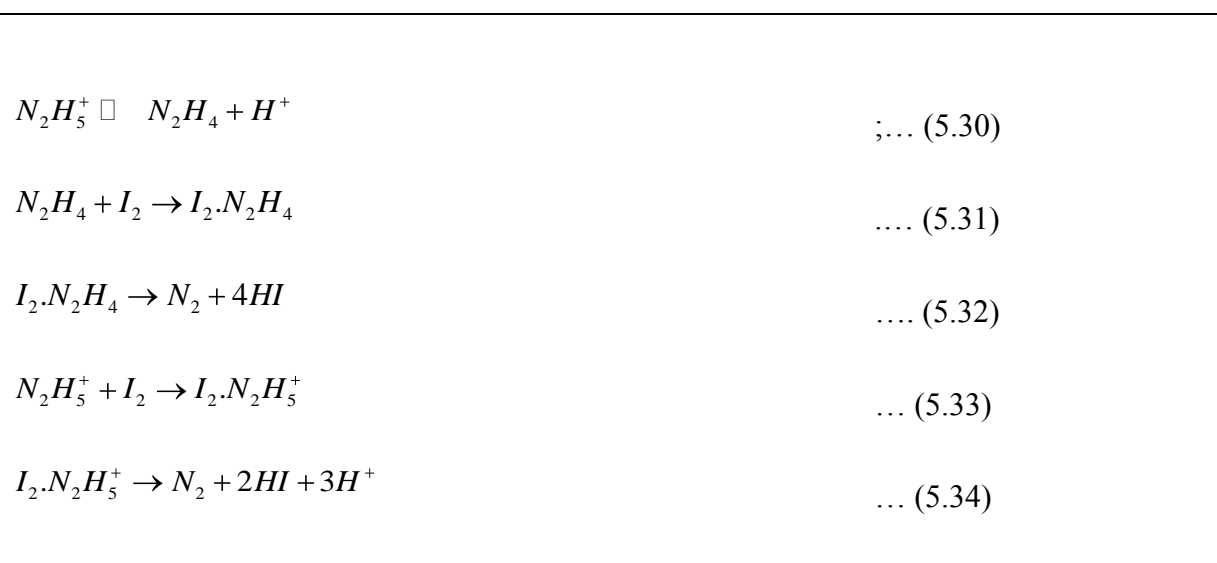 N₂H₅⁺ □ N₂H₄ + H⁺ ;… (5.30)
N₂H₄ + I₂ → I₂.N₂H₄ …. (5.31)
I₂.N₂H₄ → N₂ + 4HI …. (5.32)
N₂H₅⁺ + I₂ → I₂.N₂H₅⁺ … (5.33)
I₂.N₂H₅⁺ → N₂ + 2HI + 3H⁺ … (5.34)